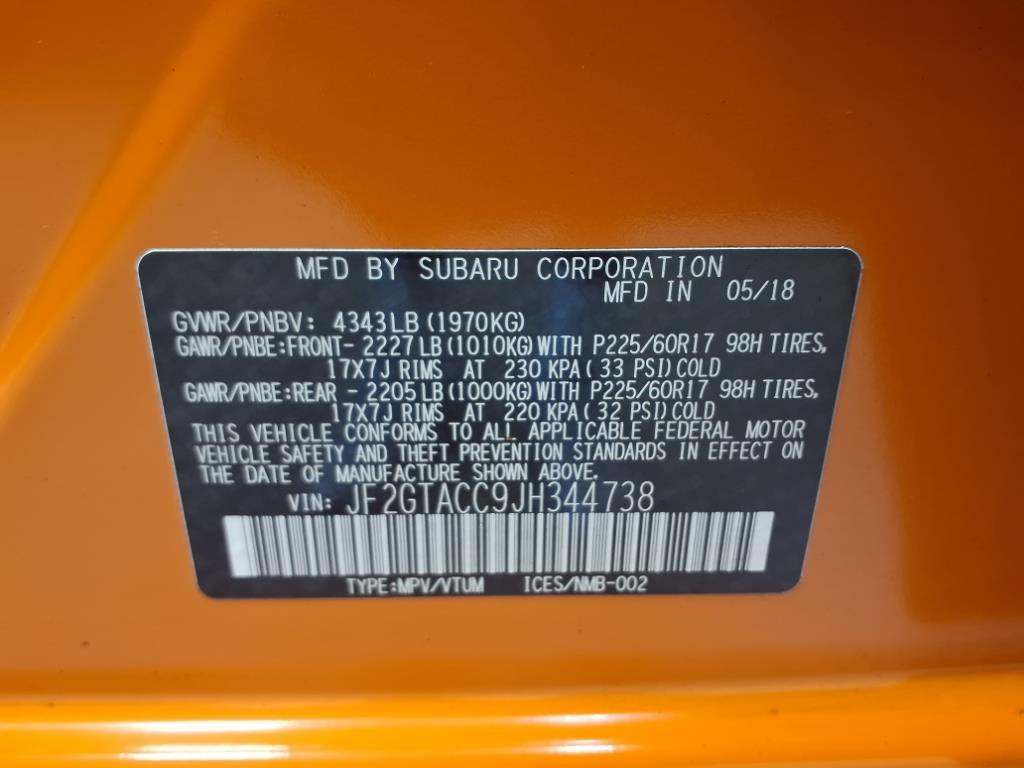 MFD BY SUBARU CORPORATION
MFD IN 05/18
GVWR/PNBV: 4343LB(1970KG)
GAWR/PNBE:FRONT- 2227LB(1010KG)WITH P225/60R17 98H TIRES,
17X7J RIMS AT 230 KPA( 33 PSI)COLD
GAWR/PNBE:REAR - 2205LB(1000KG)WITH P225/60R17 98H TIRES,
17X7J RIMS AT 220 KPA( 32 PSI)COLD
THIS VEHICLE CONFORMS TO ALL APPLICABLE FEDERAL MOTOR
VEHICLE SAFETY AND THEFT PREVENTION STANDARDS IN EFFECT ON
THE DATE OF MANUFACTURE SHOWN ABOVE.
VIN: JF2GTACC9JH344738
TYPE:MPV/VTUM ICES/NMB-002